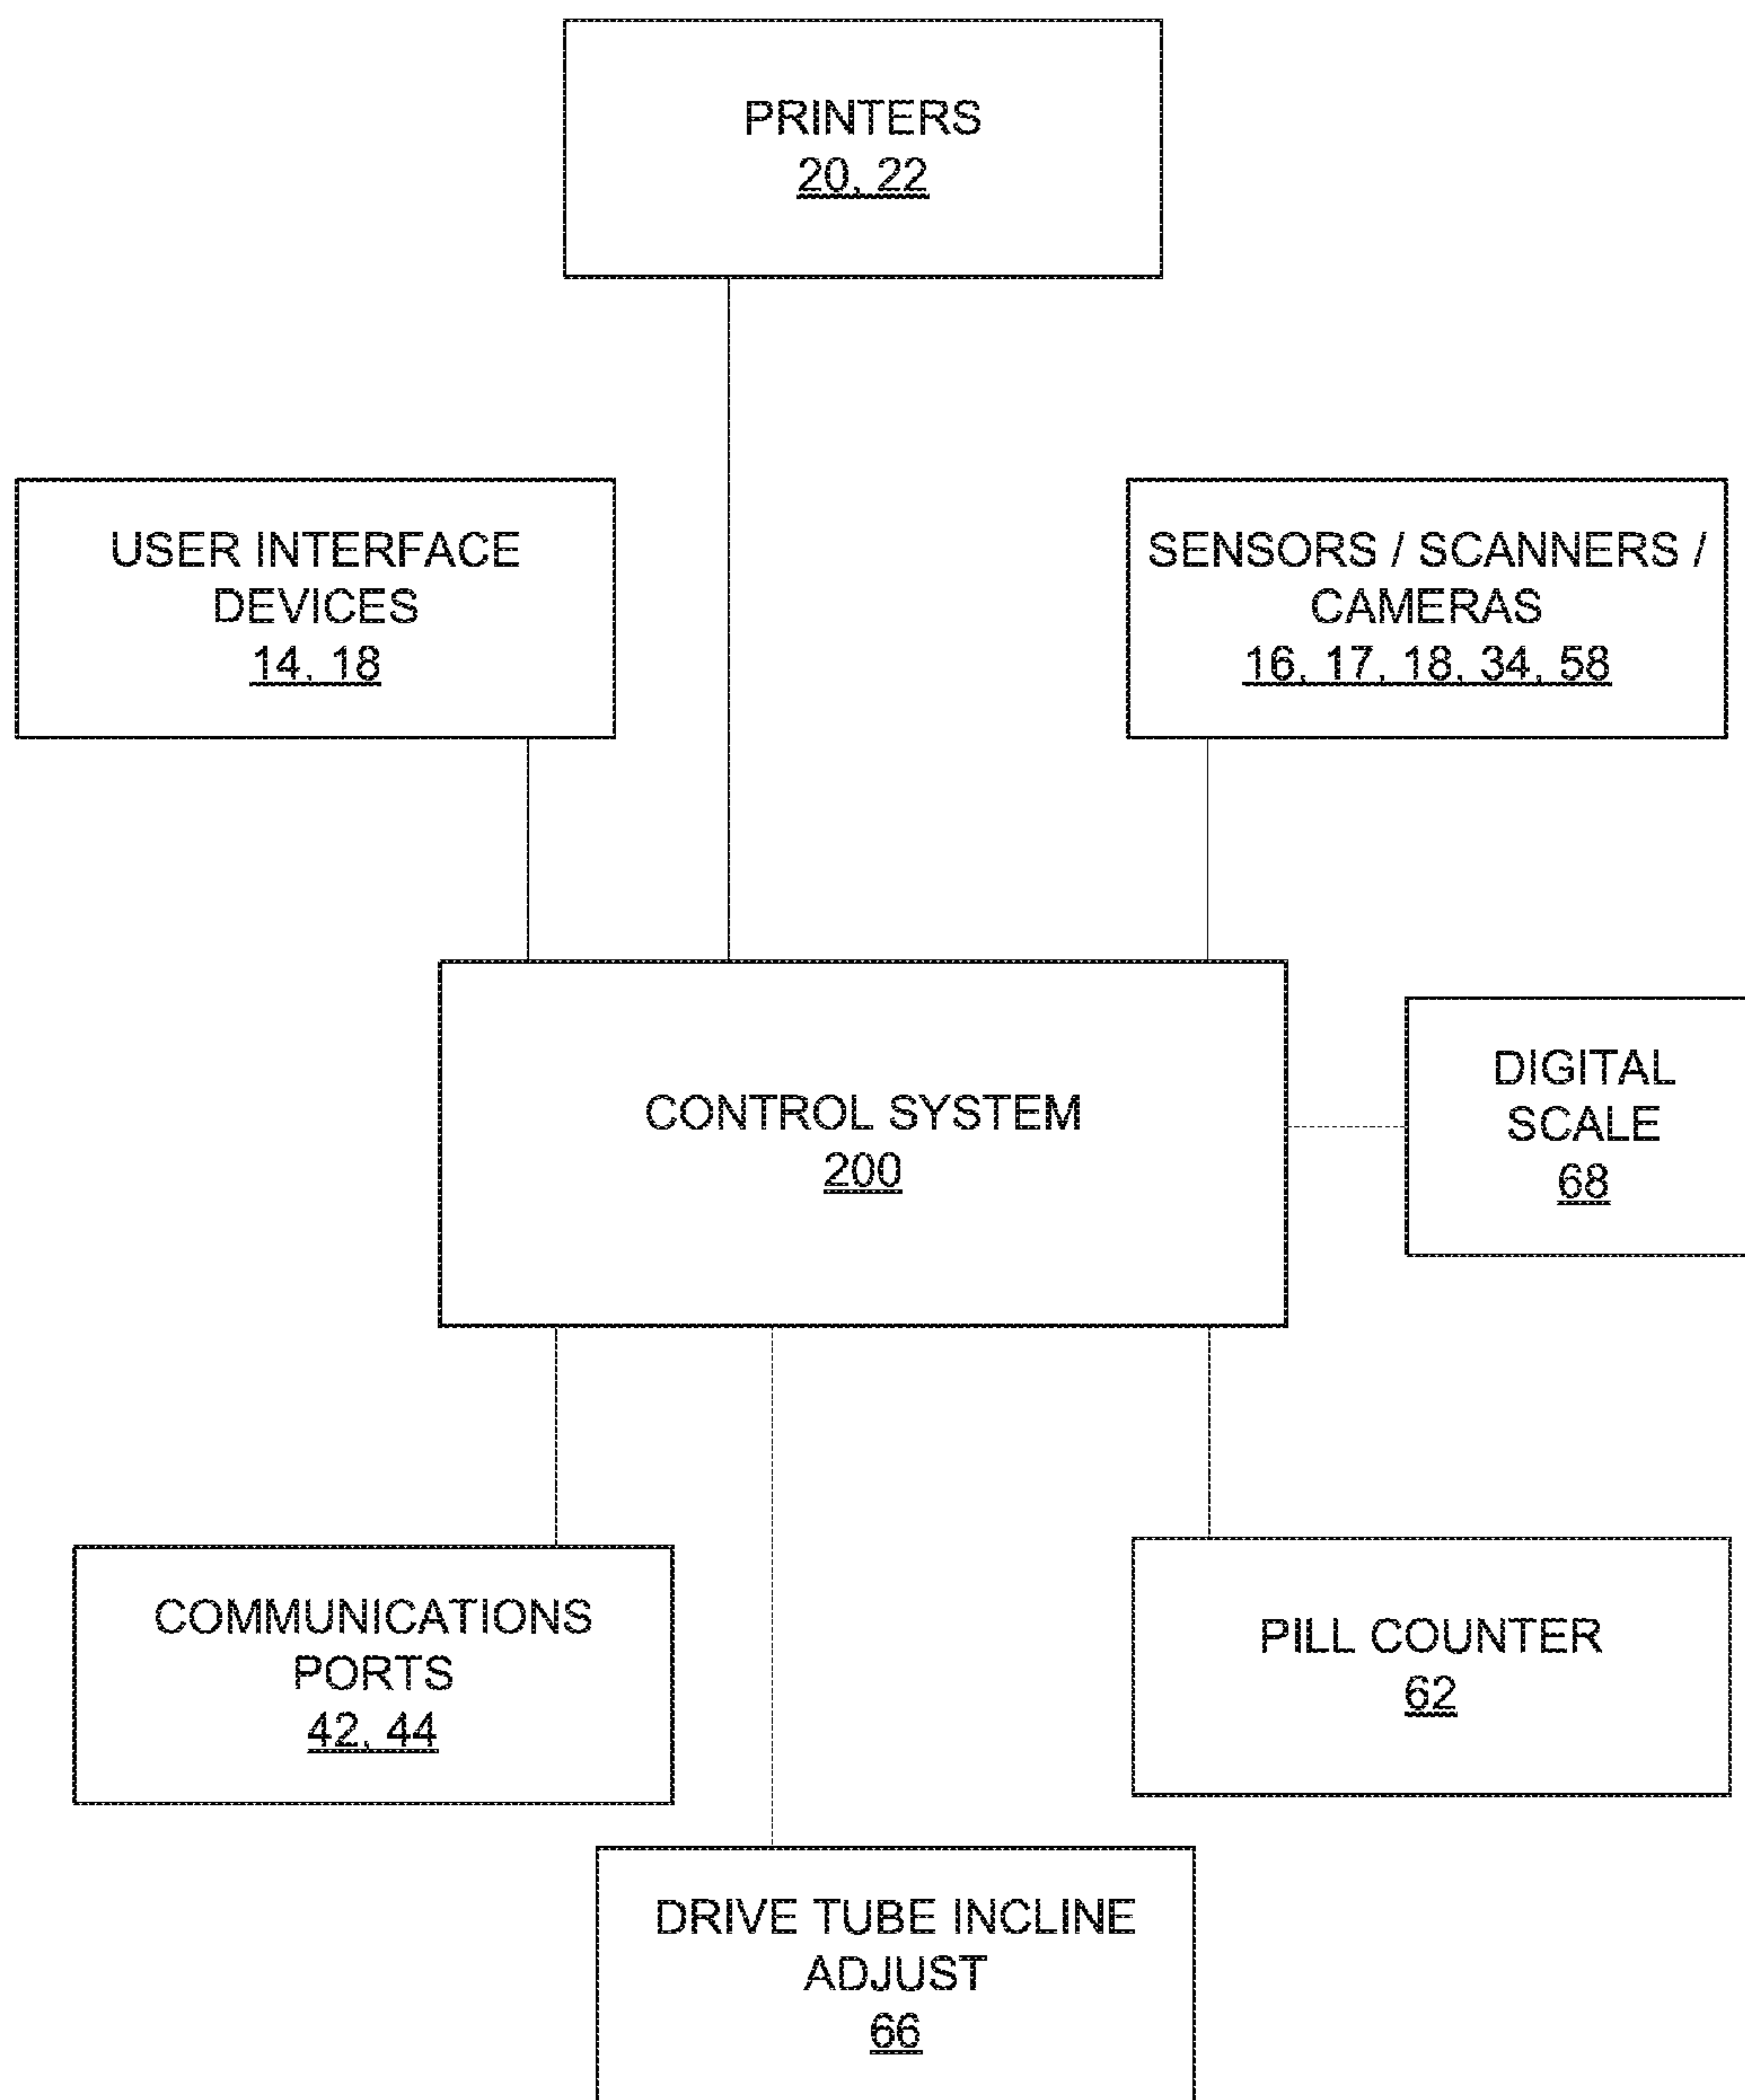 PRINTERS
20, 22
USER INTERFACE
DEVICES
14, 18
SENSORS / SCANNERS /
CAMERAS
16, 17, 18, 34, 58
CONTROL SYSTEM
200
DIGITAL
SCALE
68
COMMUNICATIONS
PORTS
42, 44
PILL COUNTER
62
DRIVE TUBE INCLINE
ADJUST
66